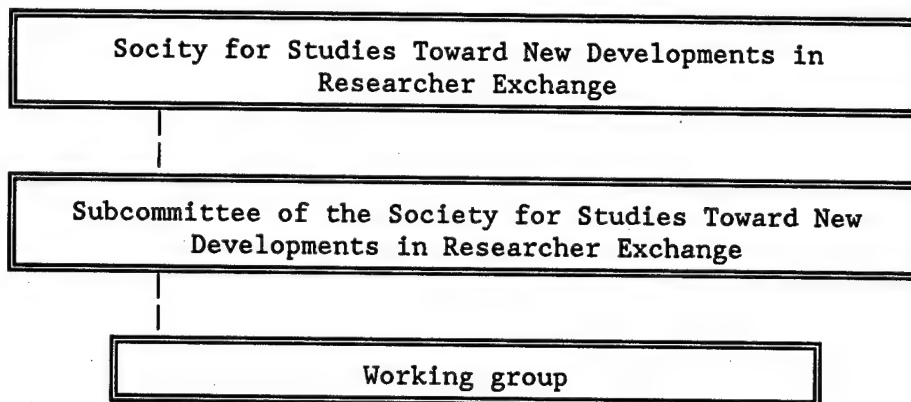 Socity for Studies Toward New Developments in
Researcher Exchange
Subcommittee of the Society for Studies Toward New
Developments in Researcher Exchange
Working group